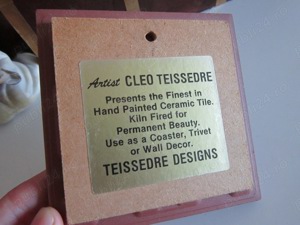 Artist CLEO TEISSEDRE
Presents the Finest in
Hand Painted Ceramic Tile.
Kiln Fired for
Permanent Beauty.
Use as a Coaster, Trivet
or Wall Decor.
TEISSEDRE DESIGNS